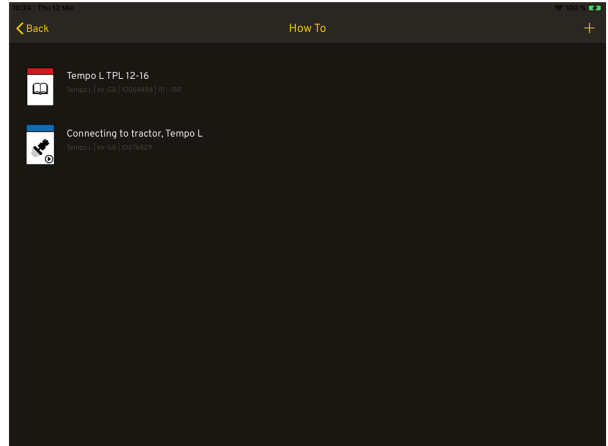 10:24 Thu 12 Mar
100 %
Back
How To
+
Tempo L TPL 12-16
Tempo L | en-GB | 10064488 | 111 - 180
Connecting to tractor, Tempo L
Tempo L | en-GB | 10076829